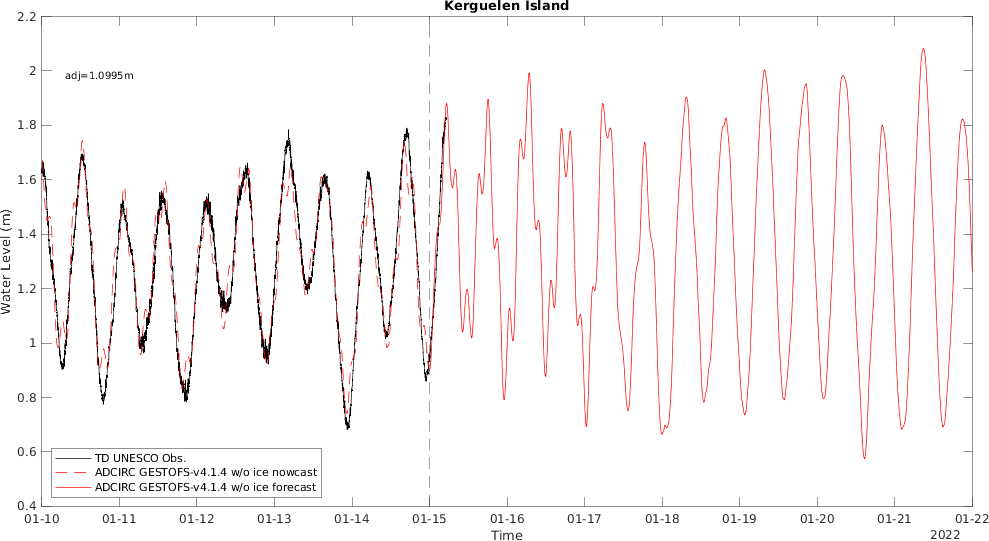 Kerguelen Island
2.2
2
1.8
1.6
1.4
1.2
1
0.8
0.6
0.4
Water Level (m)
adj=1.0995m
TD UNESCO Obs.
ADCIRC GESTOFS-v4.1.4 w/o ice nowcast
ADCIRC GESTOFS-v4.1.4 w/o ice forecast
01-10 01-11 01-12 01-13 01-14 01-15 01-16 01-17 01-18 01-19 01-20 01-21 01-22
Time
2022